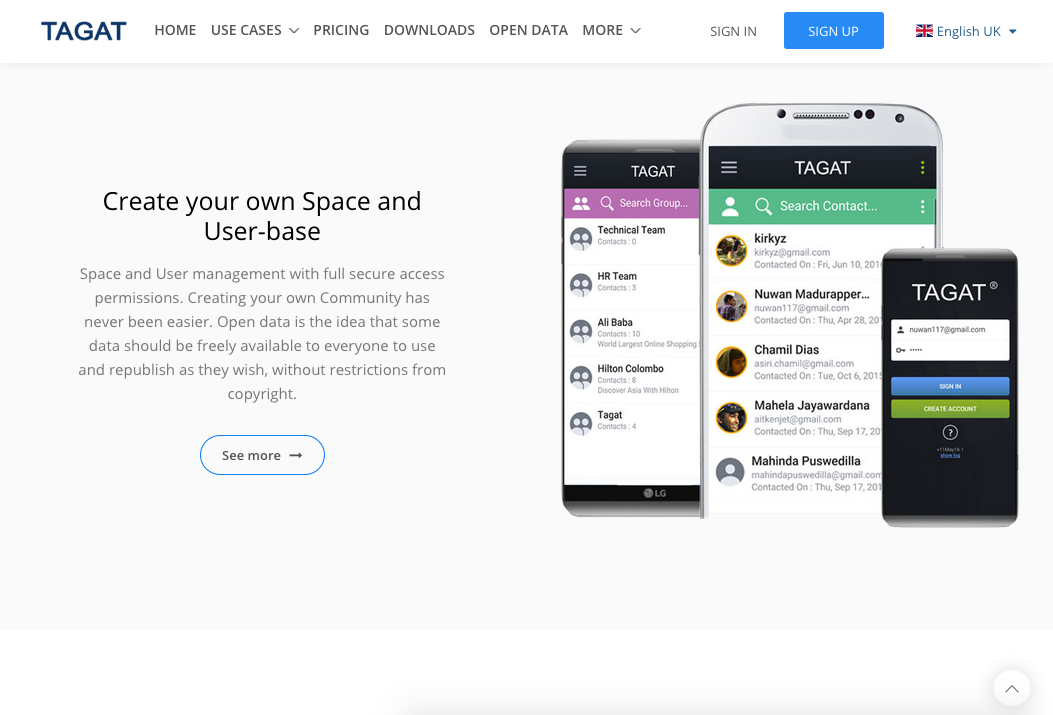 TAGAT
HOME
USE CASES
PRICING
DOWNLOADS
OPEN DATA
MORE
SIGN IN
SIGN UP
English UK
Create your own Space and
User-base
Space and User management with full secure access
permissions. Creating your own Community has
never been easier. Open data is the idea that some
data should be freely available to everyone to use
and republish as they wish, without restrictions from
copyright.
See more
TAGAT
Search Group...
Technical Team
Contacts : 0
HR Team
Contacts : 3
Ali Baba
Contacts : 10
World Largest Online Shopping
Hilton Colombo
Contacts : 8
Discover Asia With Hilton
Tagat
Contacts : 4
LG
TAGAT
Search Contact...
kirkyz
kirkyz@gmail.com
Contacted On : Fri, Jun 10, 201
Nuwan Madurapper...
nuwan117@gmail.com
Contacted On : Thu, Apr 28, 201
Chamil Dias
asiri.chamil@gmail.com
Contacted On : Tue, Oct 6, 2015
Mahela Jayawardana
aitkenjet@gmail.com
Contacted On : Thu, Sep 17, 20
Mahinda Puswedilla
mahindapuswedilla@gmail.com
Contacted On : Thu, Sep 17, 201
TAGAT ®
nuwan117@gmail.com
•••••
SIGN IN
CREATE ACCOUNT
?
show log